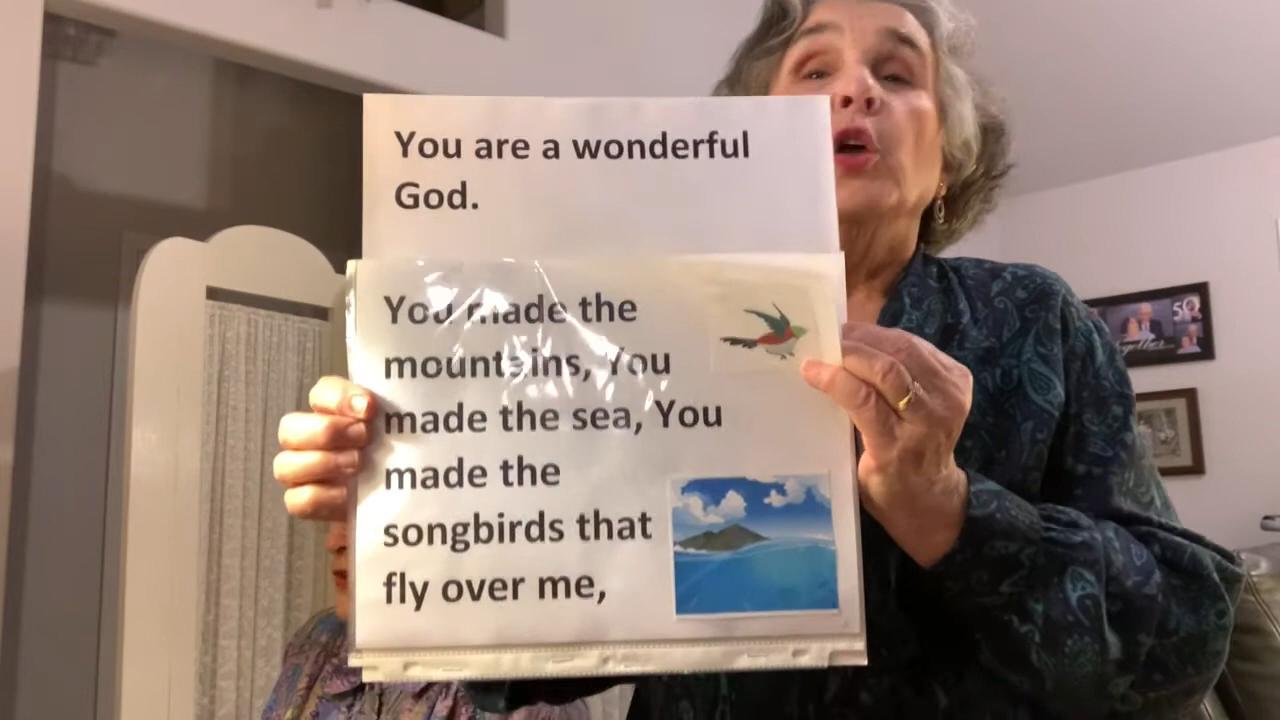 You are a wonderful
God.
You made the
mountains, You
made the sea, You
made the
songbirds that
fly over me,
50